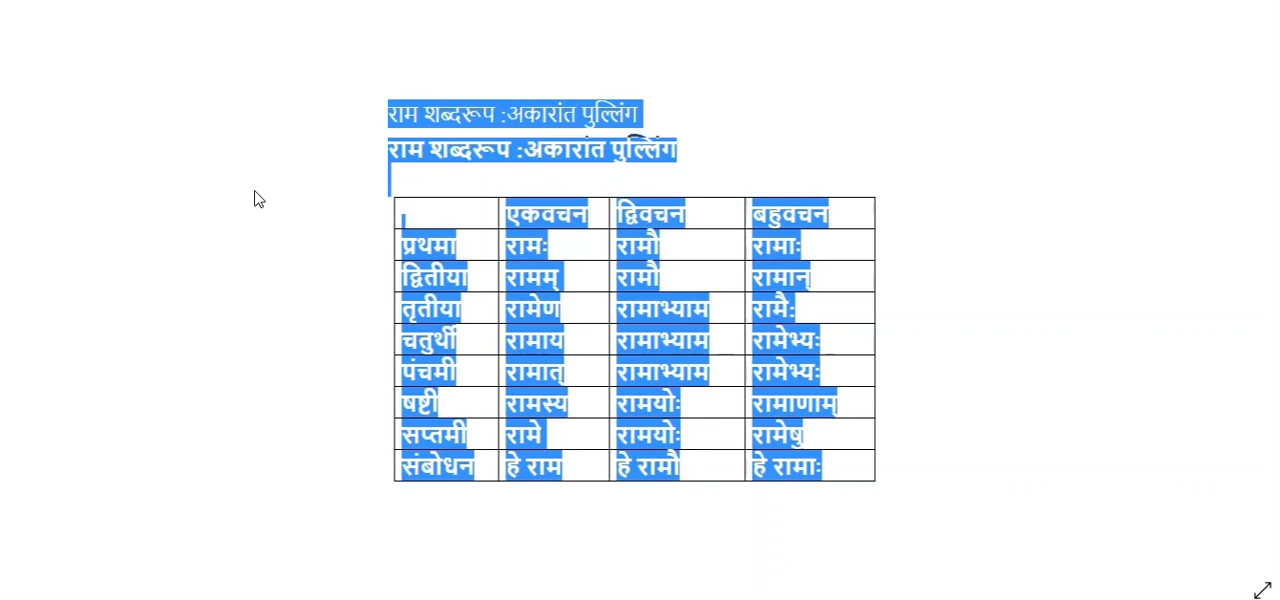 राम शब्दरूप :अकारांत पुल्लिंग
राम शब्दरूप :अकारांत पुल्लिंग
एकवचन द्विवचन बहुवचन
प्रथमा रामः रामौ रामाः
द्वितीया रामम् रामौ रामान्
तृतीया रामेण रामाभ्याम रामैः
चतुर्थी रामाय रामाभ्याम रामेभ्यः
पंचमी रामात् रामाभ्याम रामेभ्यः
षष्टी रामस्य रामयोः रामाणाम्
सप्तमी रामे रामयोः रामेषु
संबोधन हे राम हे रामौ हे रामाः